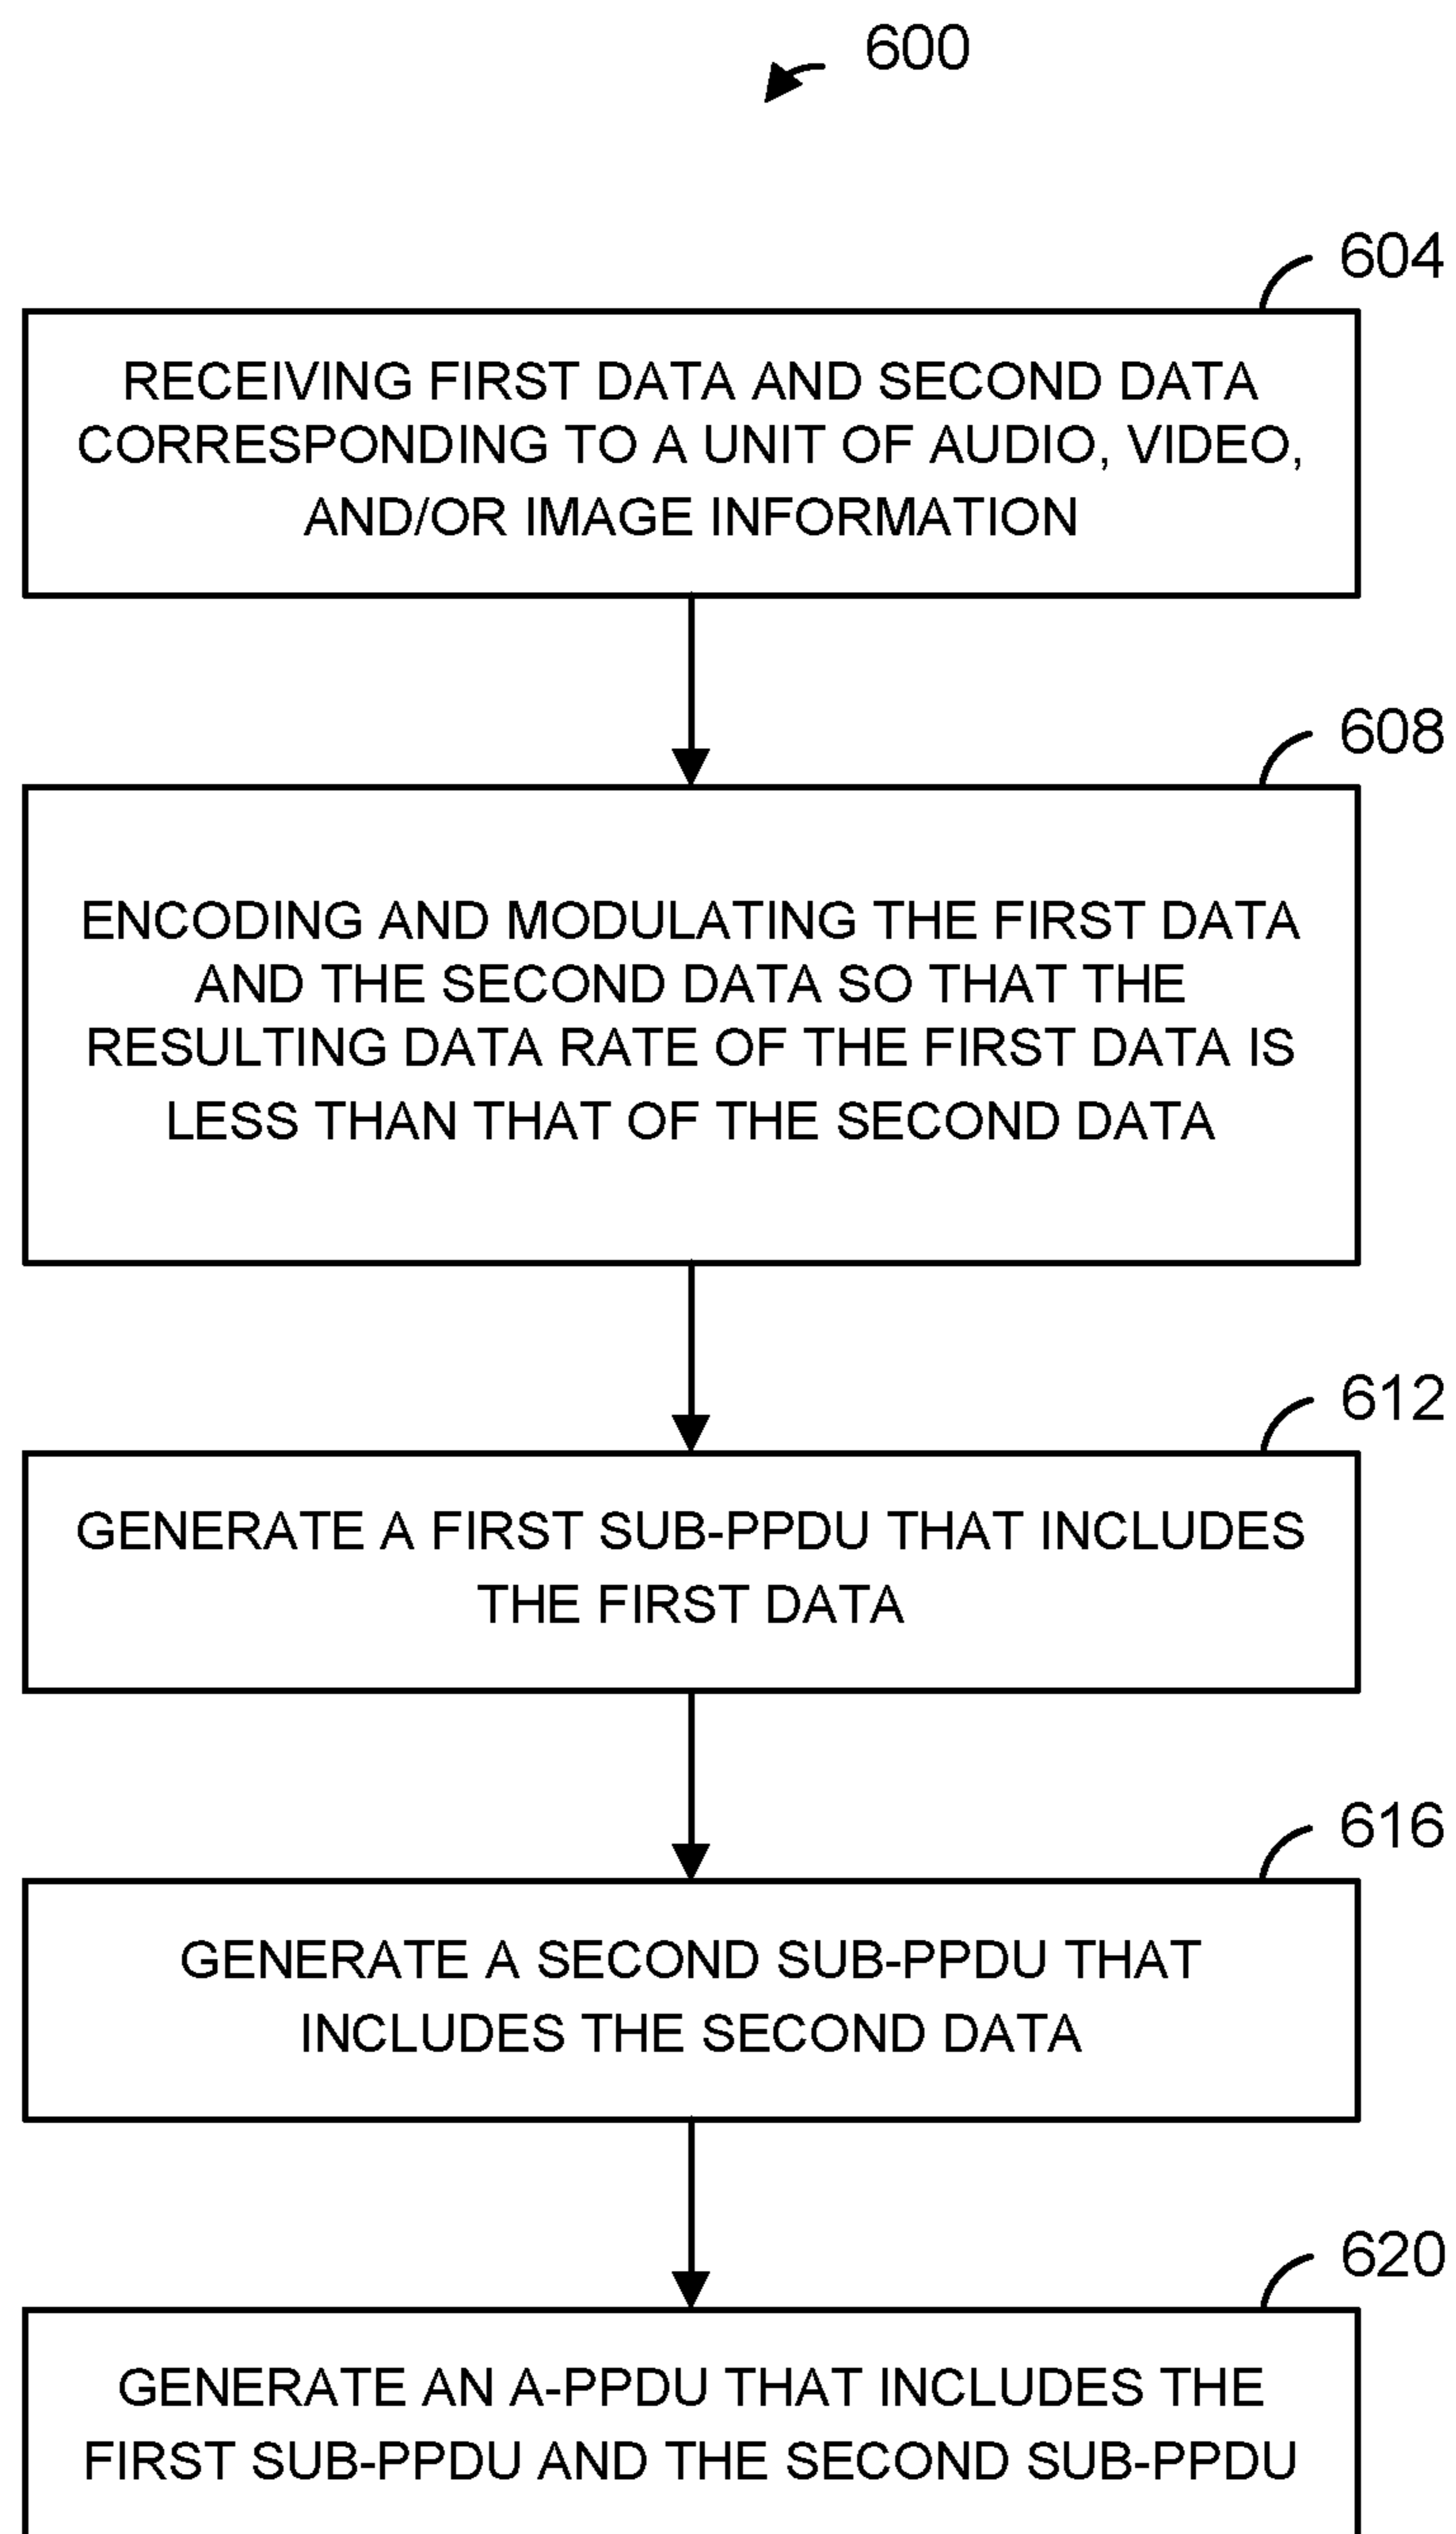 600
604
RECEIVING FIRST DATA AND SECOND DATA
CORRESPONDING TO A UNIT OF AUDIO, VIDEO,
AND/OR IMAGE INFORMATION
608
ENCODING AND MODULATING THE FIRST DATA
AND THE SECOND DATA SO THAT THE
RESULTING DATA RATE OF THE FIRST DATA IS
LESS THAN THAT OF THE SECOND DATA
612
GENERATE A FIRST SUB-PPDU THAT INCLUDES
THE FIRST DATA
616
GENERATE A SECOND SUB-PPDU THAT
INCLUDES THE SECOND DATA
620
GENERATE AN A-PPDU THAT INCLUDES THE
FIRST SUB-PPDU AND THE SECOND SUB-PPDU